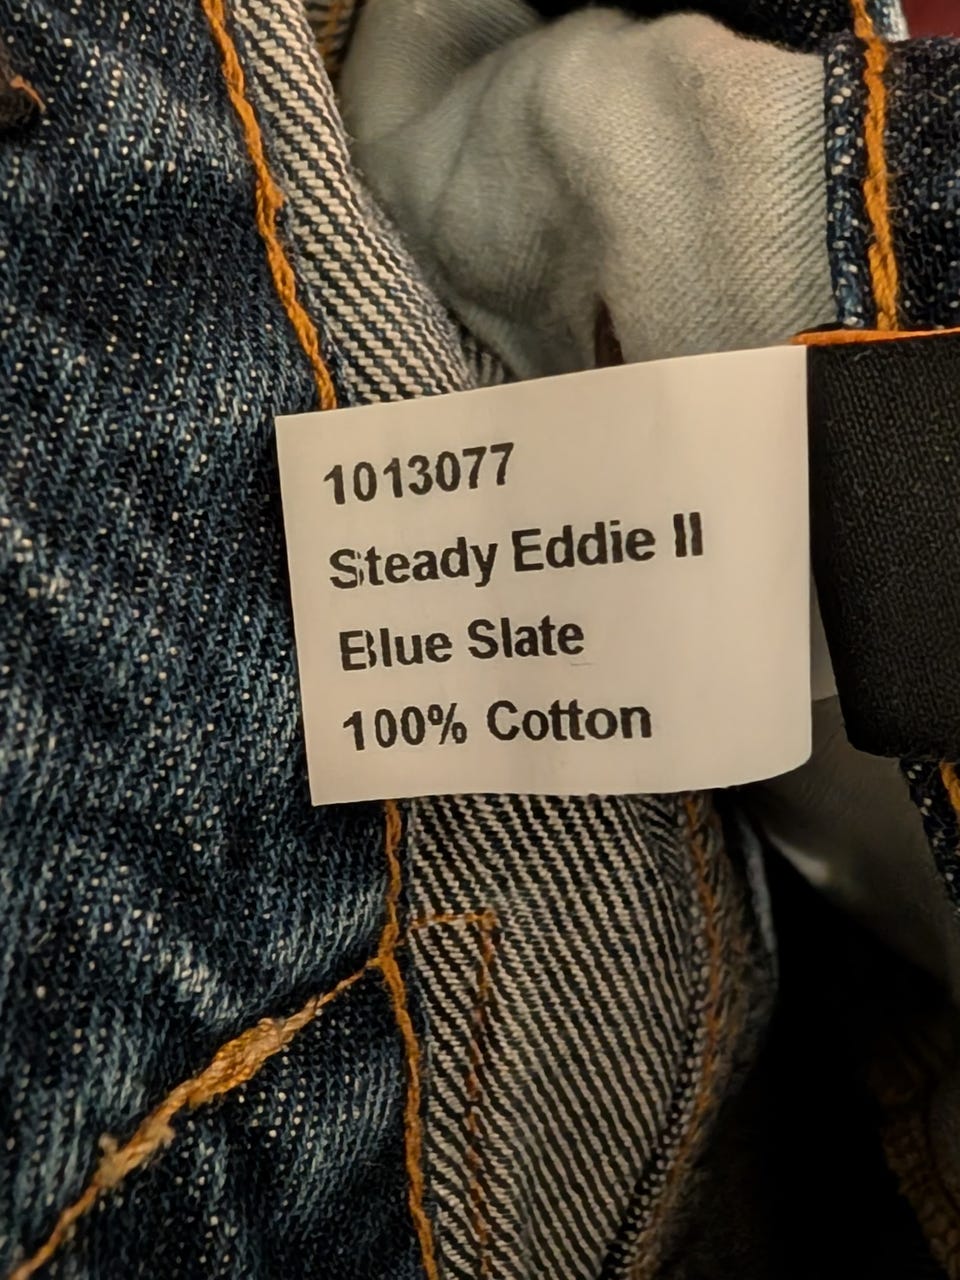 1013077
Steady Eddie II
Blue Slate
100% Cotton